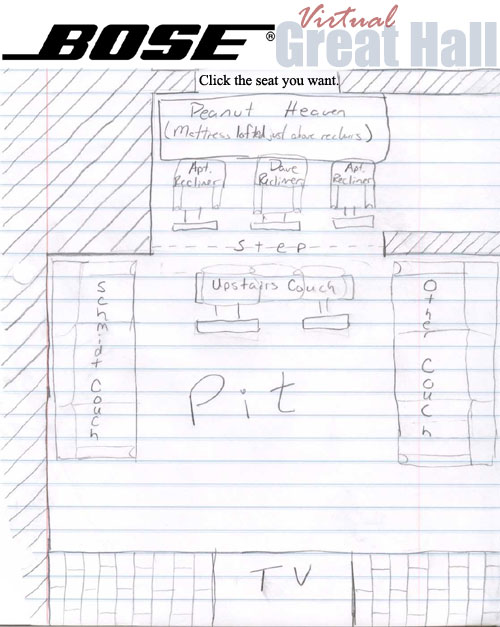 BOSE®
Virtual
Great Hall
Click the seat you want.
Peanut Heaven
(Mattress lofted just above recliners)
Apt. Recliner
Dave Recliner
Apt. Recliner
Step
Upstairs Couch
Schmidt Couch
Other Couch
Pit
TV